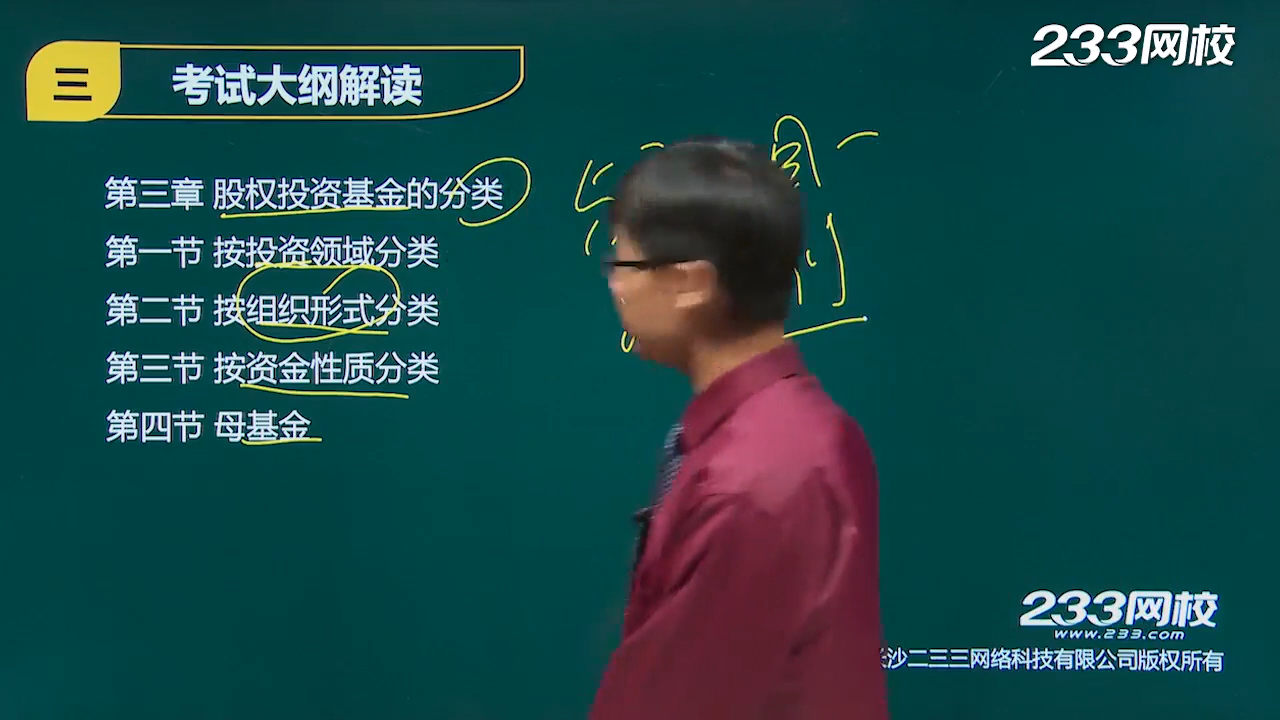 233网校
三 考试大纲解读
第三章 股权投资基金的分类
第一节 按投资领域分类
第二节 按组织形式分类
第三节 按资金性质分类
第四节 母基金
233网校
www.233.com
沙二三三网络科技有限公司版权所有